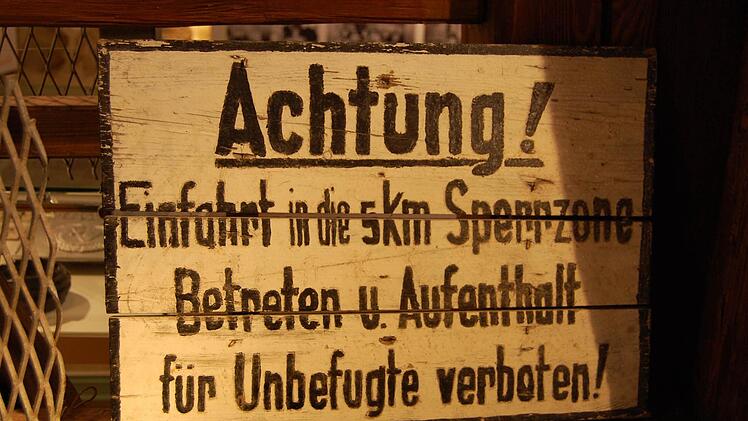 Achtung!
Einfahrt in die 5km Sperrzone
Betreten u. Aufenthalt
für Unbefugte verboten!